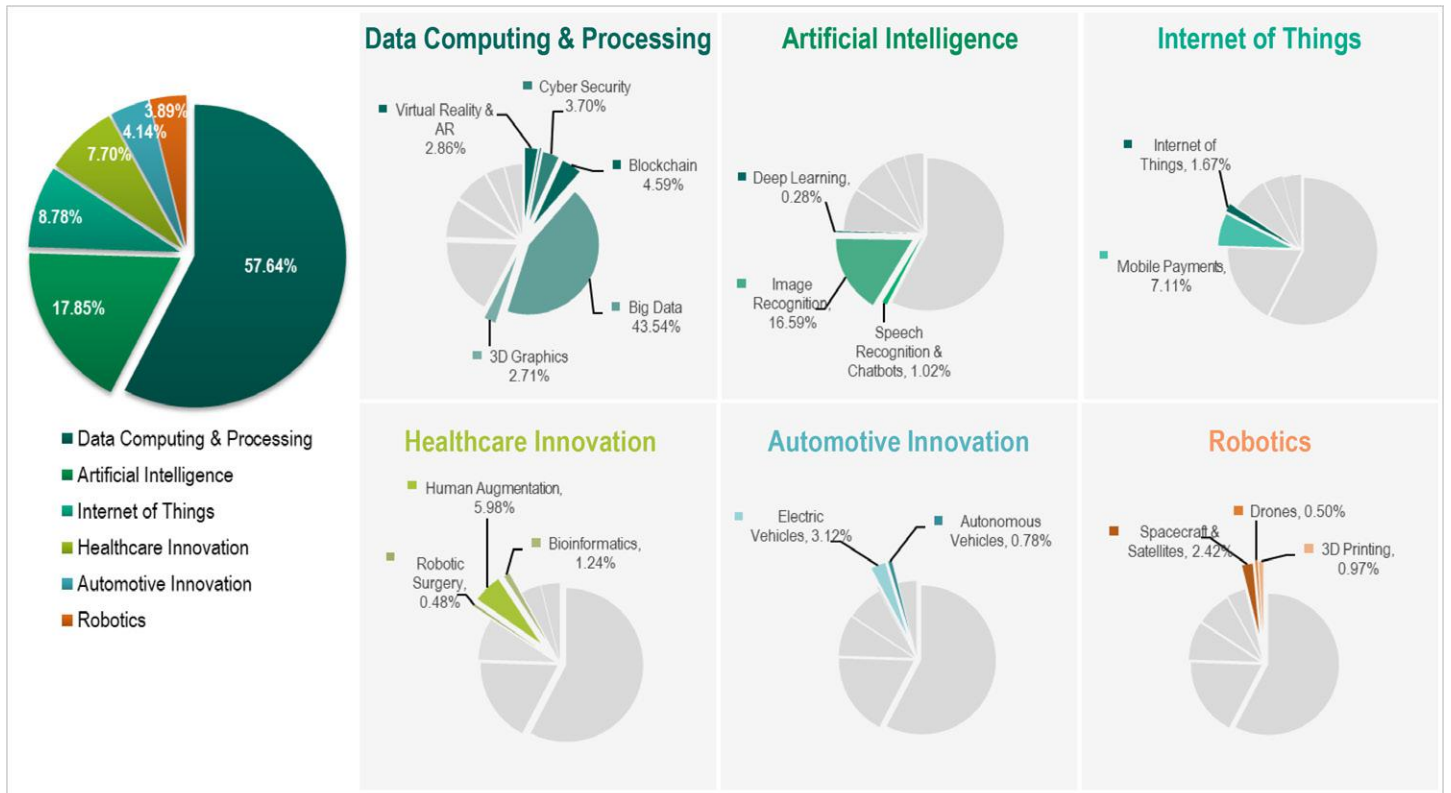 57.64%
17.85%
8.78%
7.70%
4.14%
3.89%
Data Computing & Processing
Artificial Intelligence
Internet of Things
Healthcare Innovation
Automotive Innovation
Robotics
Data Computing & Processing
Virtual Reality &
AR
2.86%
Cyber Security
3.70%
Blockchain
4.59%
Big Data
43.54%
3D Graphics
2.71%
Artificial Intelligence
Deep Learning,
0.28%
Image
Recognition,
16.59%
Speech
Recognition &
Chatbots, 1.02%
Internet of Things
Internet of
Things, 1.67%
Mobile Payments,
7.11%
Healthcare Innovation
Human Augmentation,
5.98%
Bioinformatics,
1.24%
Robotic
Surgery,
0.48%
Automotive Innovation
Electric
Vehicles, 3.12%
Autonomous
Vehicles, 0.78%
Robotics
Drones, 0.50%
Spacecraft &
Satellites, 2.42%
3D Printing,
0.97%